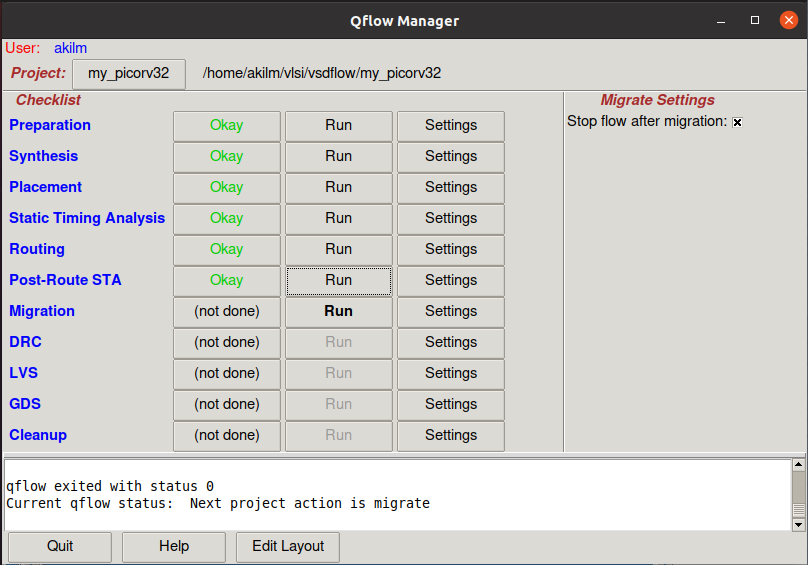 Qflow Manager
User: akilm
Project: my_picorv32 /home/akilm/vlsi/vsdflow/my_picorv32
Checklist Migrate Settings
Preparation Okay Run Settings Stop flow after migration:
Synthesis Okay Run Settings
Placement Okay Run Settings
Static Timing Analysis Okay Run Settings
Routing Okay Run Settings
Post-Route STA Okay Run Settings
Migration (not done) Run Settings
DRC (not done) Run Settings
LVS (not done) Run Settings
GDS (not done) Run Settings
Cleanup (not done) Run Settings
qflow exited with status 0
Current qflow status:  Next project action is migrate
Quit Help Edit Layout